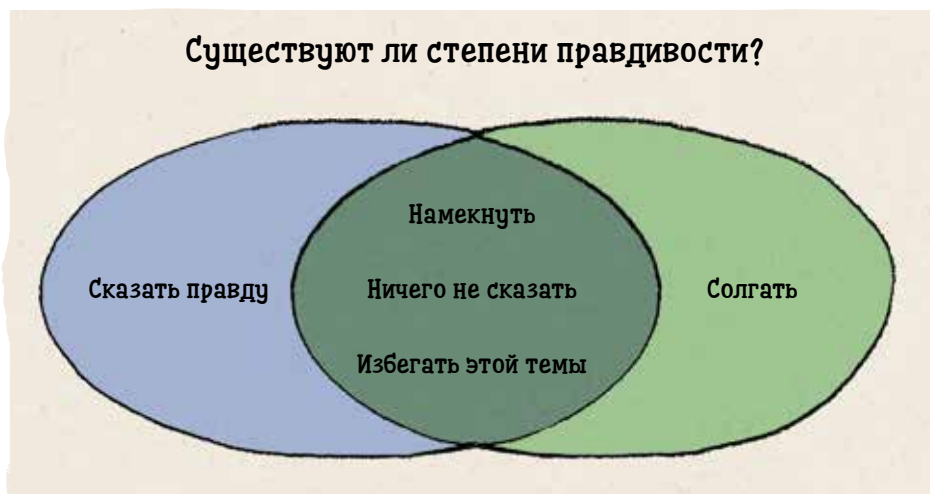 Существуют ли степени правдивости?
Намекнуть
Сказать правду
Ничего не сказать
Солгать
Избегать этой темы